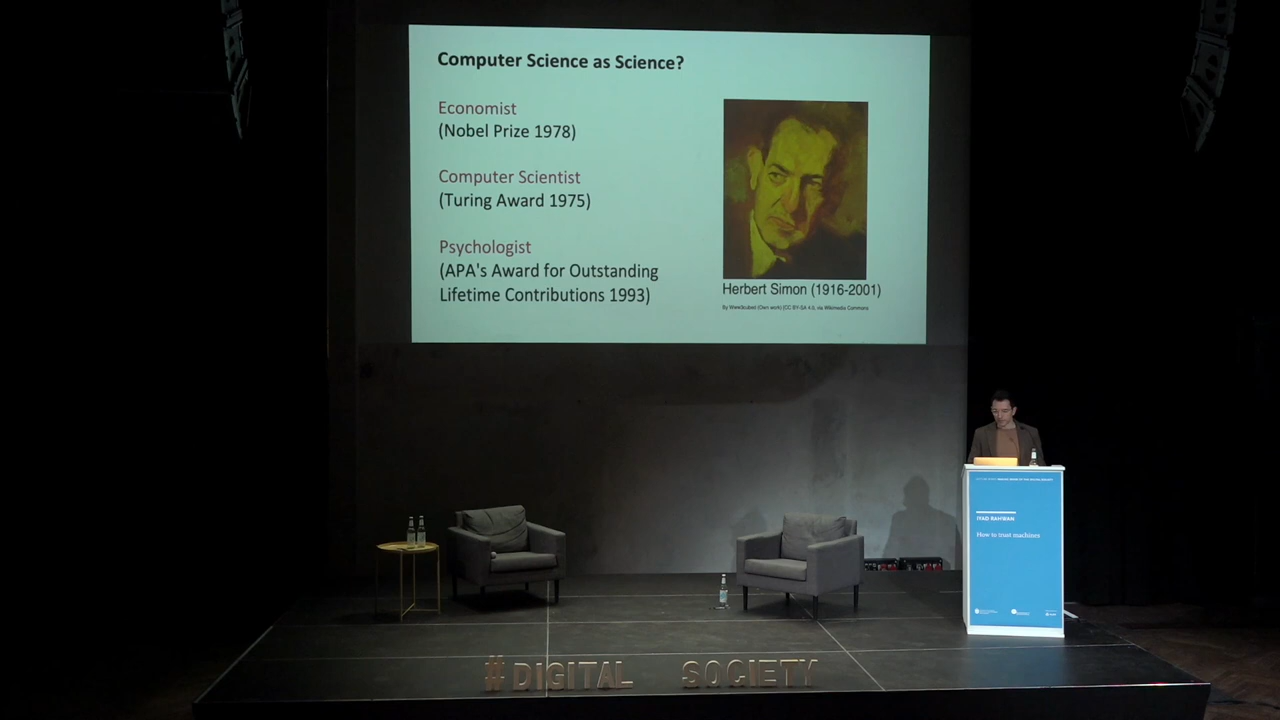 Computer Science as Science?
Economist
(Nobel Prize 1978)
Computer Scientist
(Turing Award 1975)
Psychologist
(APA's Award for Outstanding
Lifetime Contributions 1993)
Herbert Simon (1916-2001)
IYAD RAHWAN
How to trust machines
#DIGITAL SOCIETY